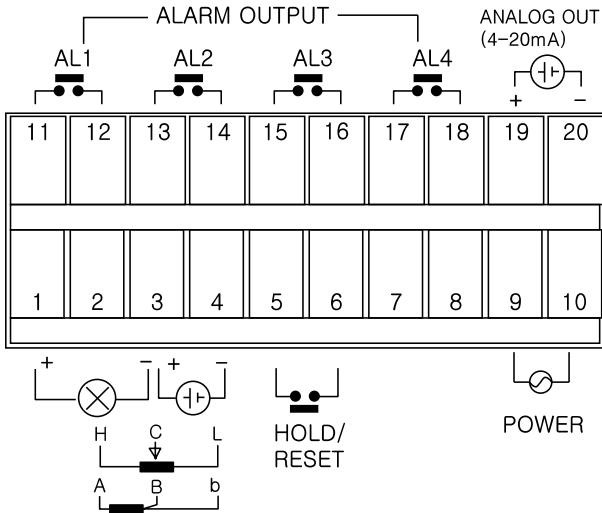 ALARM OUTPUT
ANALOG OUT
(4-20mA)
AL1 AL2 AL3 AL4
+ −
11 12 13 14 15 16 17 18 19 20
1 2 3 4 5 6 7 8 9 10
+ − + −
H C L
HOLD/
RESET
POWER
A B b